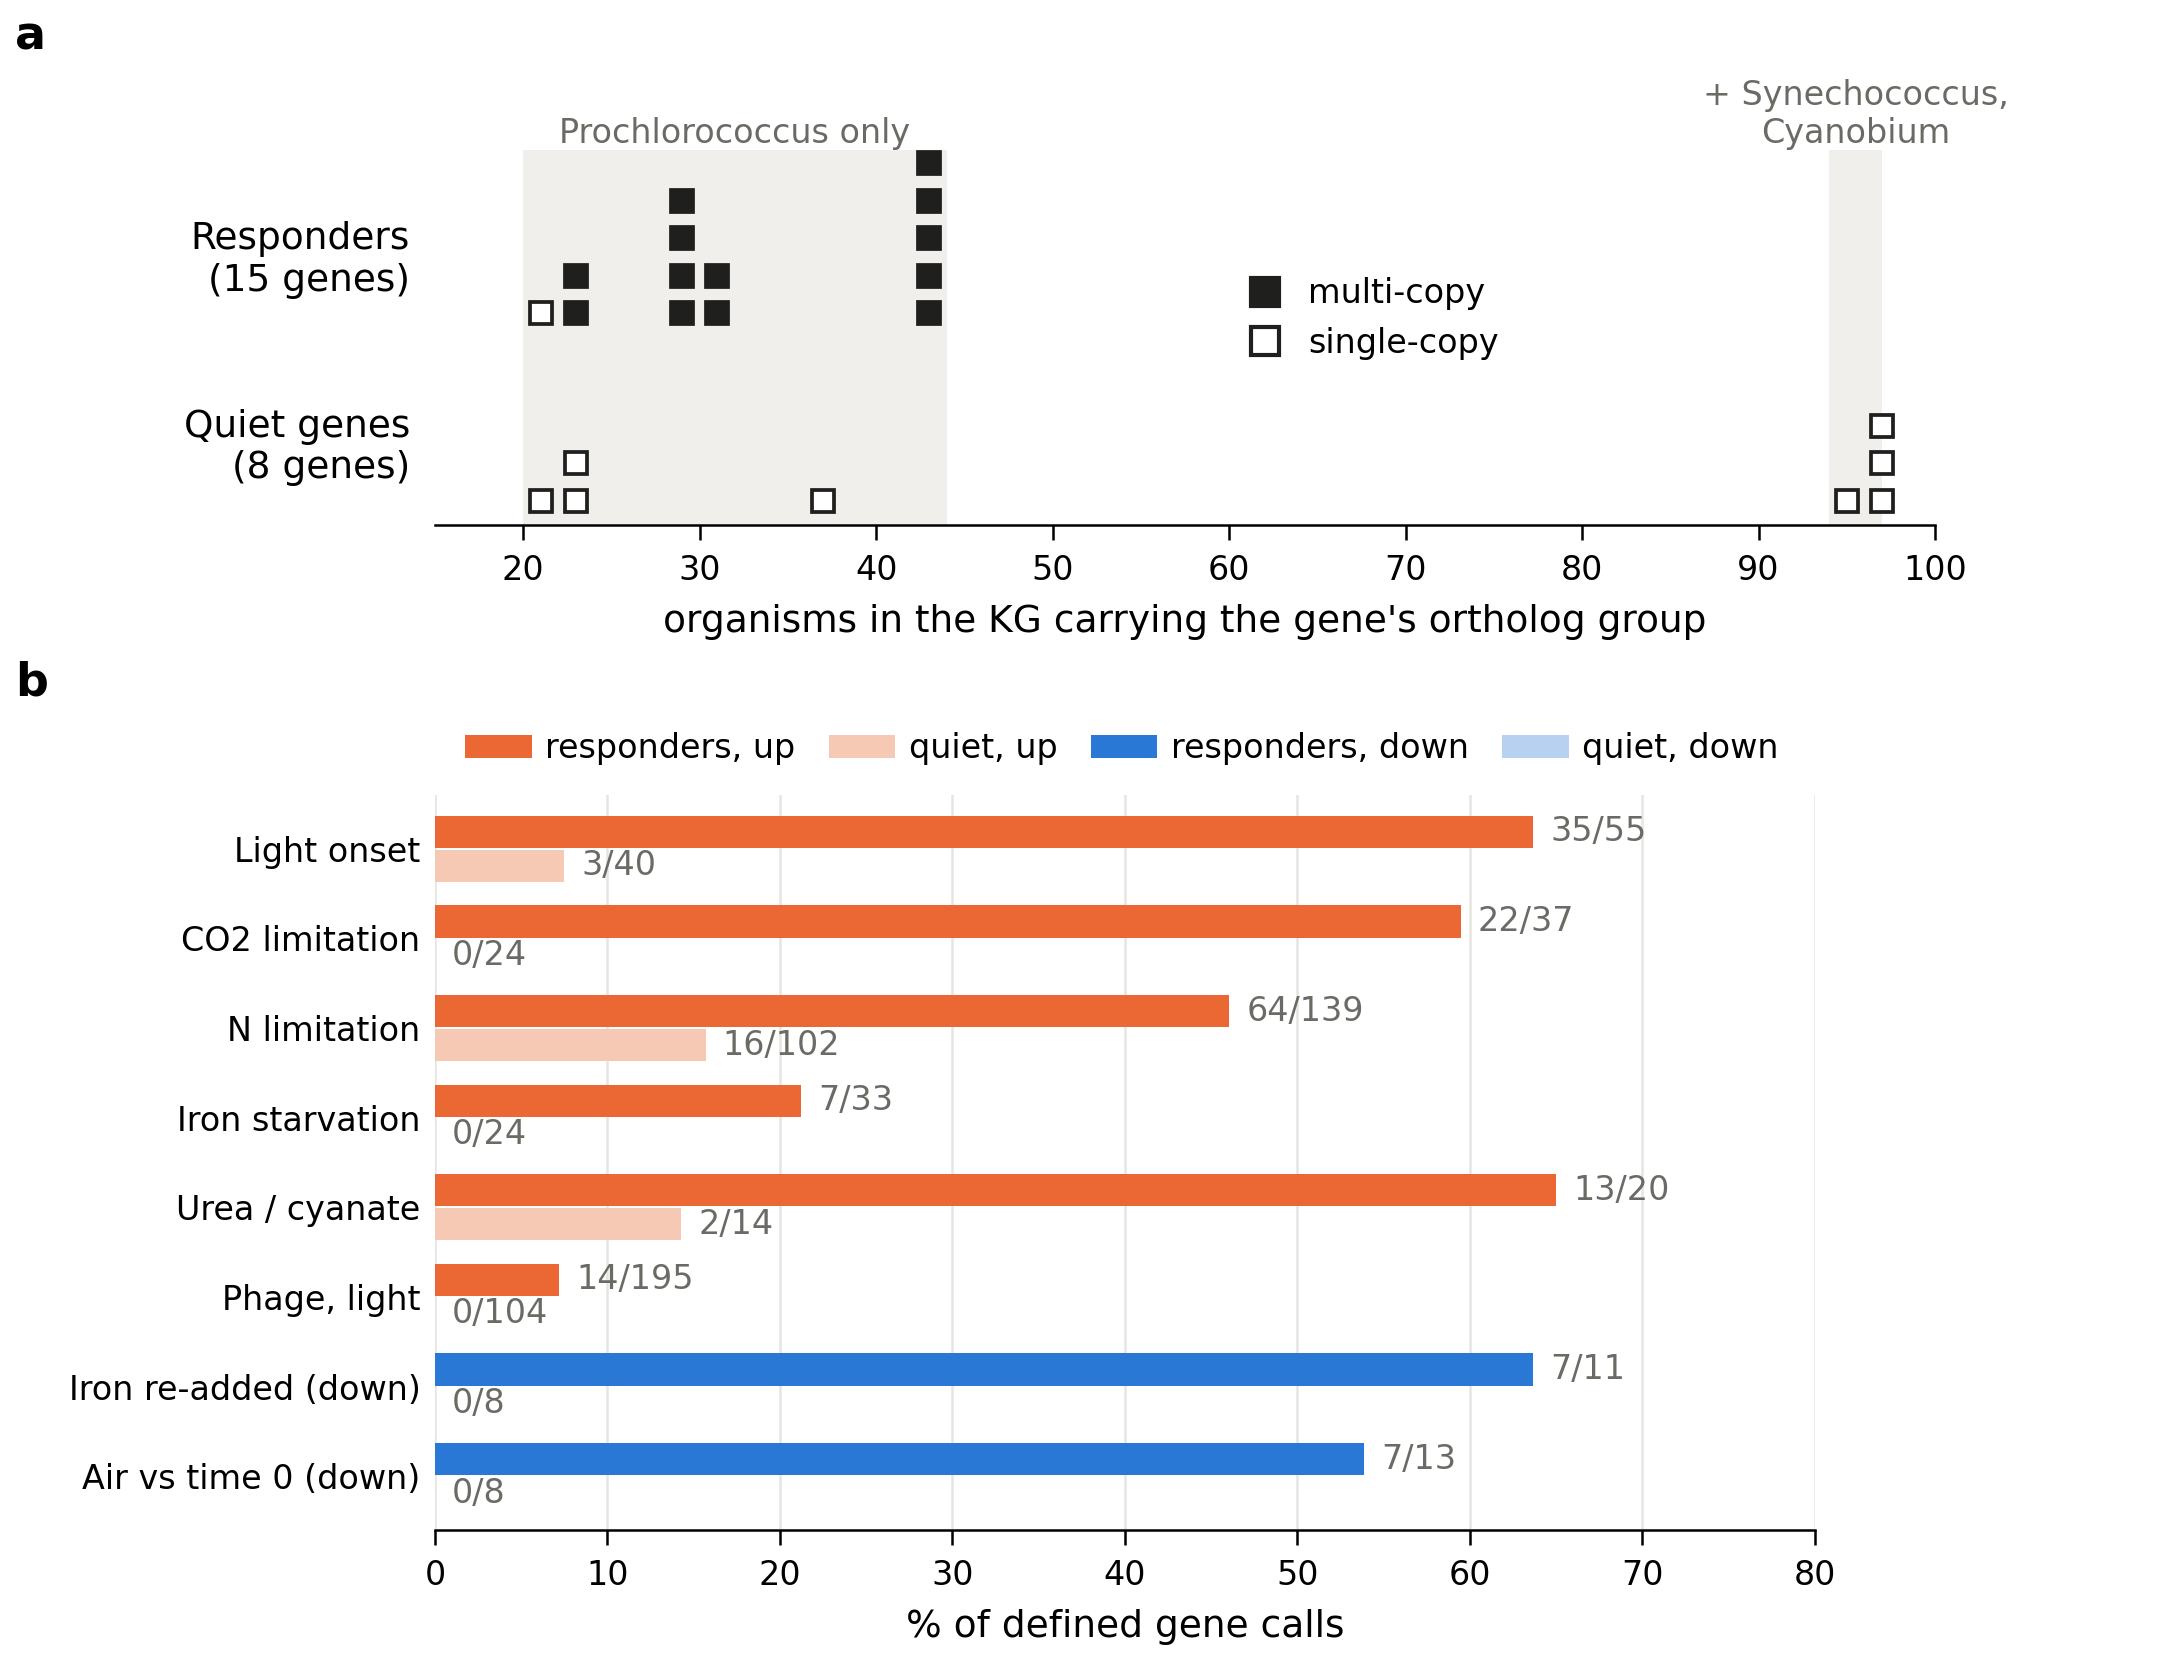 a
+ Synechococcus,
Cyanobium
Prochlorococcus only
Responders
(15 genes)
multi-copy
single-copy
Quiet genes
(8 genes)
20 30 40 50 60 70 80 90 100
organisms in the KG carrying the gene's ortholog group
b
responders, up quiet, up responders, down quiet, down
Light onset
35/55
3/40
CO2 limitation
22/37
0/24
N limitation
64/139
16/102
Iron starvation
7/33
0/24
Urea / cyanate
13/20
2/14
Phage, light
14/195
0/104
Iron re-added (down)
7/11
0/8
Air vs time 0 (down)
7/13
0/8
0 10 20 30 40 50 60 70 80
% of defined gene calls